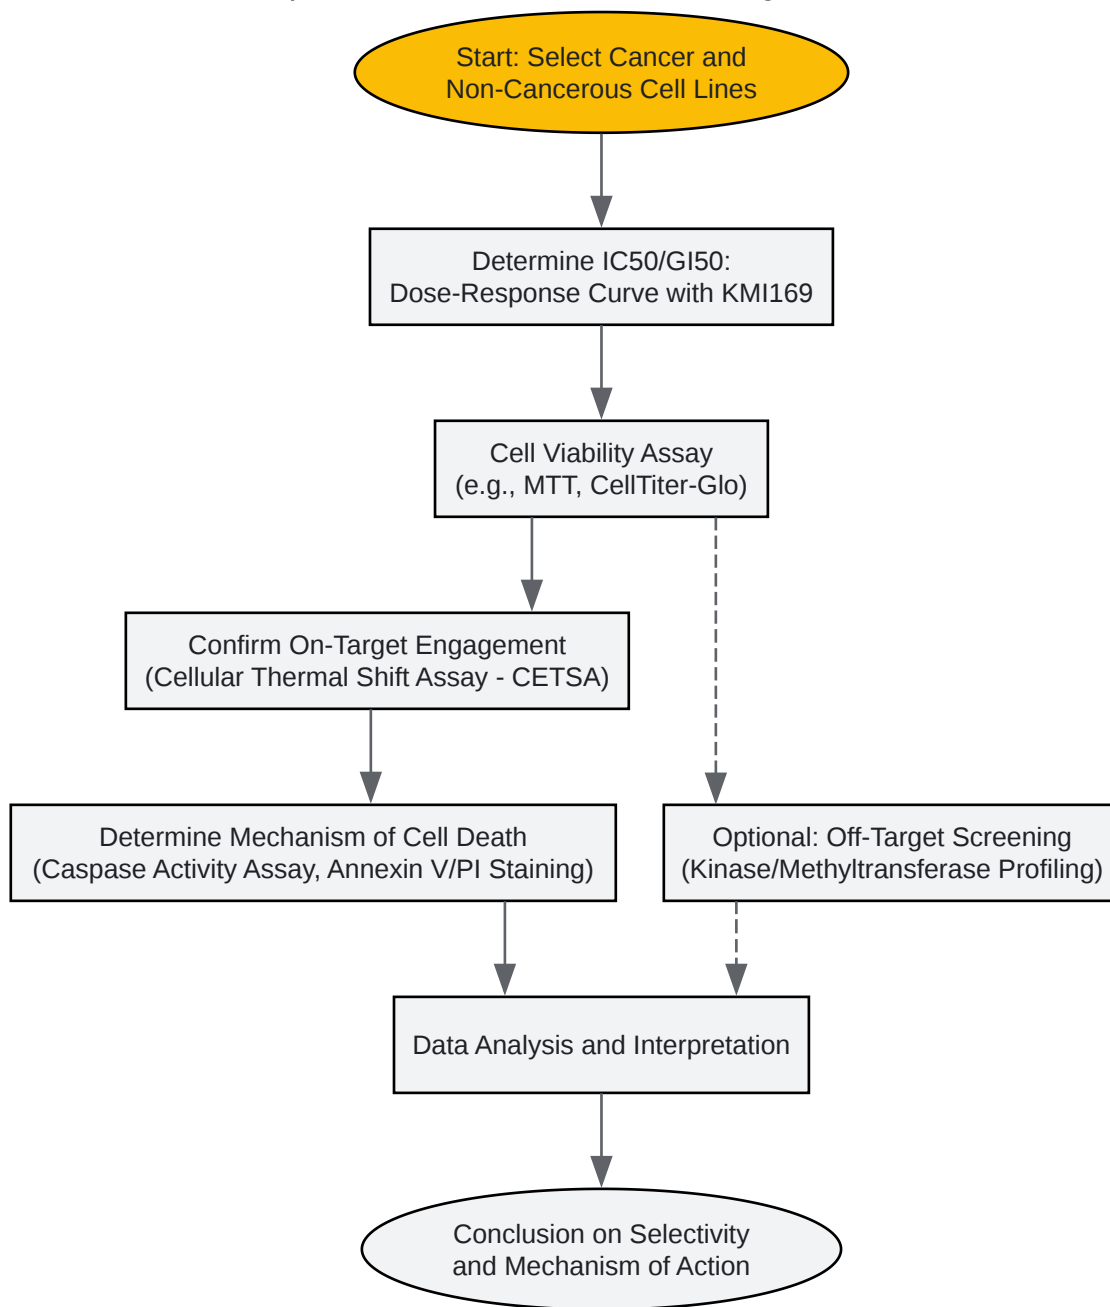 Start: Select Cancer and
Non-Cancerous Cell Lines
Determine IC50/GI50:
Dose-Response Curve with KMI169
Cell Viability Assay
(e.g., MTT, CellTiter-Glo)
Confirm On-Target Engagement
(Cellular Thermal Shift Assay - CETSA)
Determine Mechanism of Cell Death
(Caspase Activity Assay, Annexin V/PI Staining)
Optional: Off-Target Screening
(Kinase/Methyltransferase Profiling)
Data Analysis and Interpretation
Conclusion on Selectivity
and Mechanism of Action